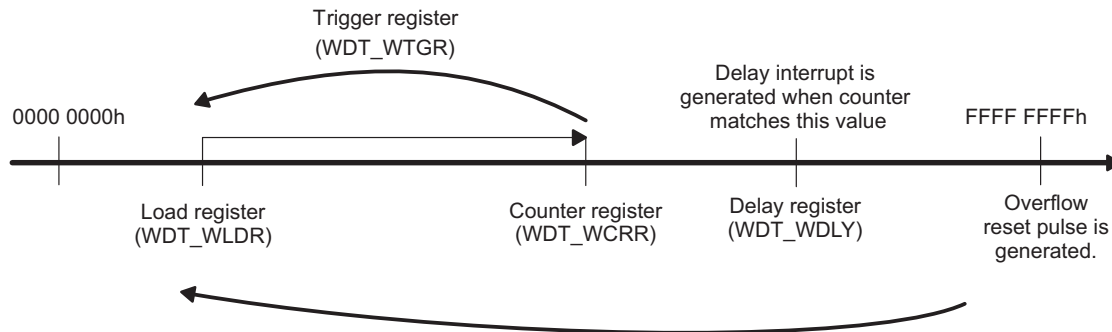 Trigger register
(WDT_WTGR)
Delay interrupt is
generated when counter
matches this value
0000 0000h
FFFF FFFFh
Load register
(WDT_WLDR)
Counter register
(WDT_WCRR)
Delay register
(WDT_WDLY)
Overflow
reset pulse is
generated.